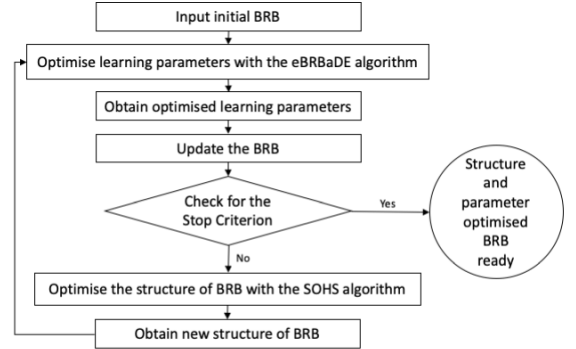 Input initial BRB
Optimise learning parameters with the eBRBaDE algorithm
Obtain optimised learning parameters
Update the BRB
Check for the
Stop Criterion
Yes
Structure
and
parameter
optimised
BRB
ready
No
Optimise the structure of BRB with the SOHS algorithm
Obtain new structure of BRB